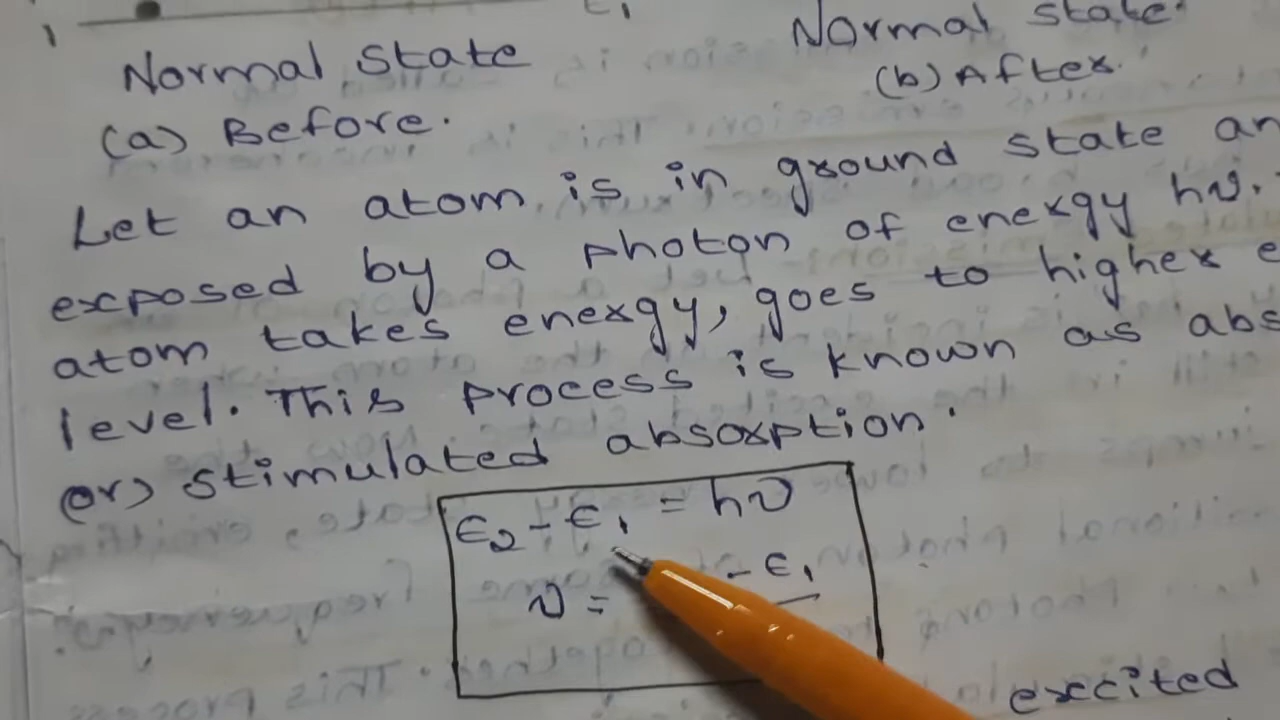 Normal State
Normal state.
(a) Before.
(b) After.
Let an atom is in ground state an
exposed by a photon of energy hν.
atom takes energy, goes to higher e
level. This process is known as abs
(or) stimulated absorption.
E2 - E1 = hν
ν = - E1
excited